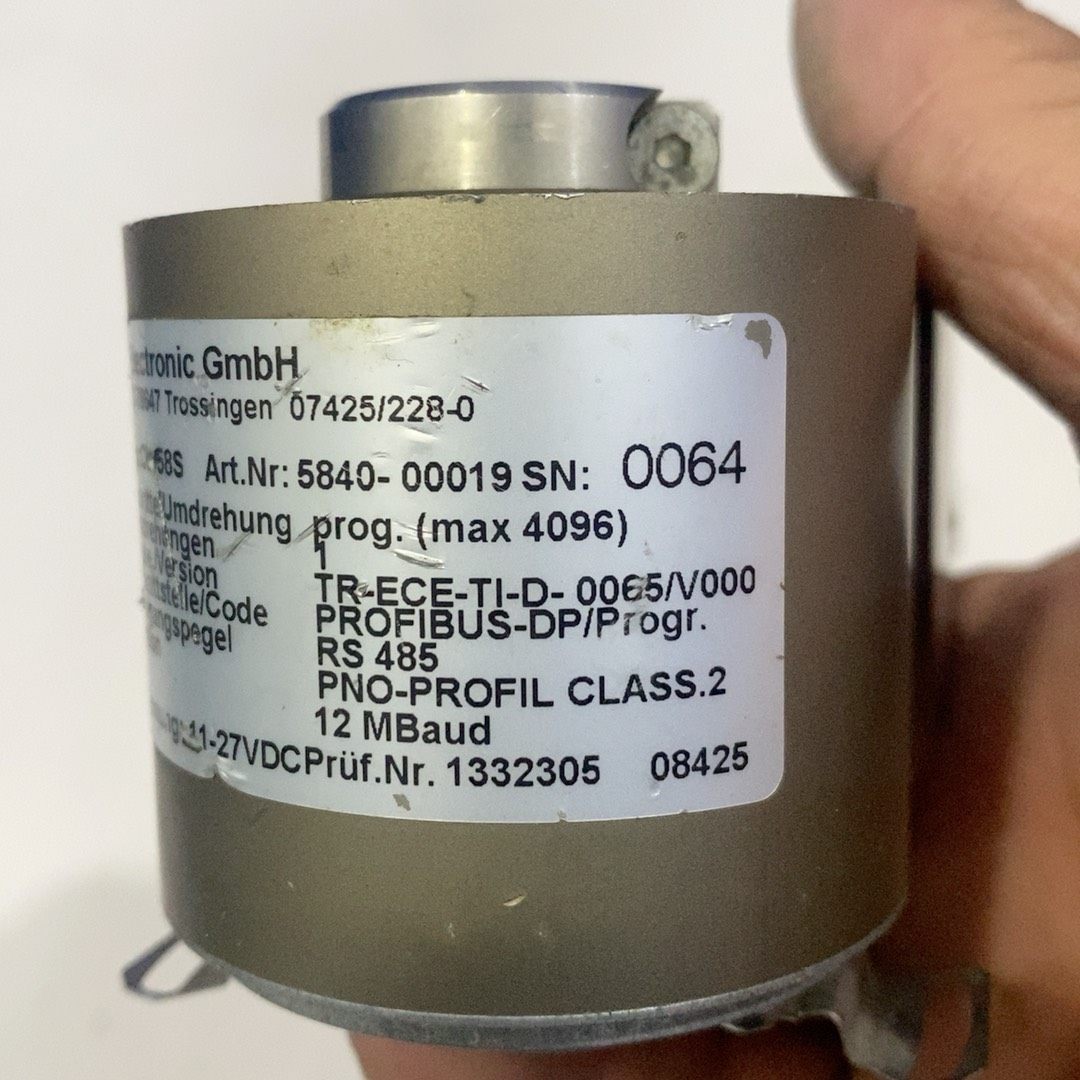 GmbH
Trossingen 07425/228-0
58S Art.Nr: 5840- 00019 SN: 0064
Umdrehung prog. (max 4096)
1
Version TR-ECE-TI-D- 0065/V000
/Code PROFIBUS-DP/Progr.
RS 485
PNO-PROFIL CLASS.2
12 MBaud
11-27VDC Prüf.Nr. 1332305 08425